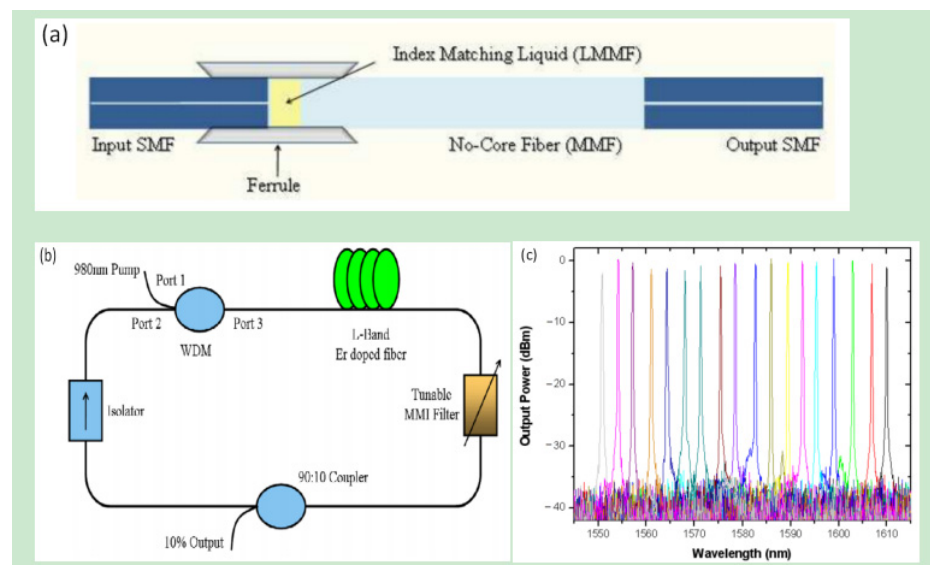 (a)
Index Matching Liquid (LMMF)
Input SMF
No-Core Fiber (MMF)
Output SMF
Ferrule
(b)
980nm Pump
Port 1
Port 2
Port 3
WDM
L-Band
Er doped fiber
Isolator
Tunable
MMI Filter
90:10 Coupler
10% Output
(c)
Output Power (dBm)
0
−10
−20
−30
−40
1550 1560 1570 1580 1590 1600 1610
Wavelength (nm)